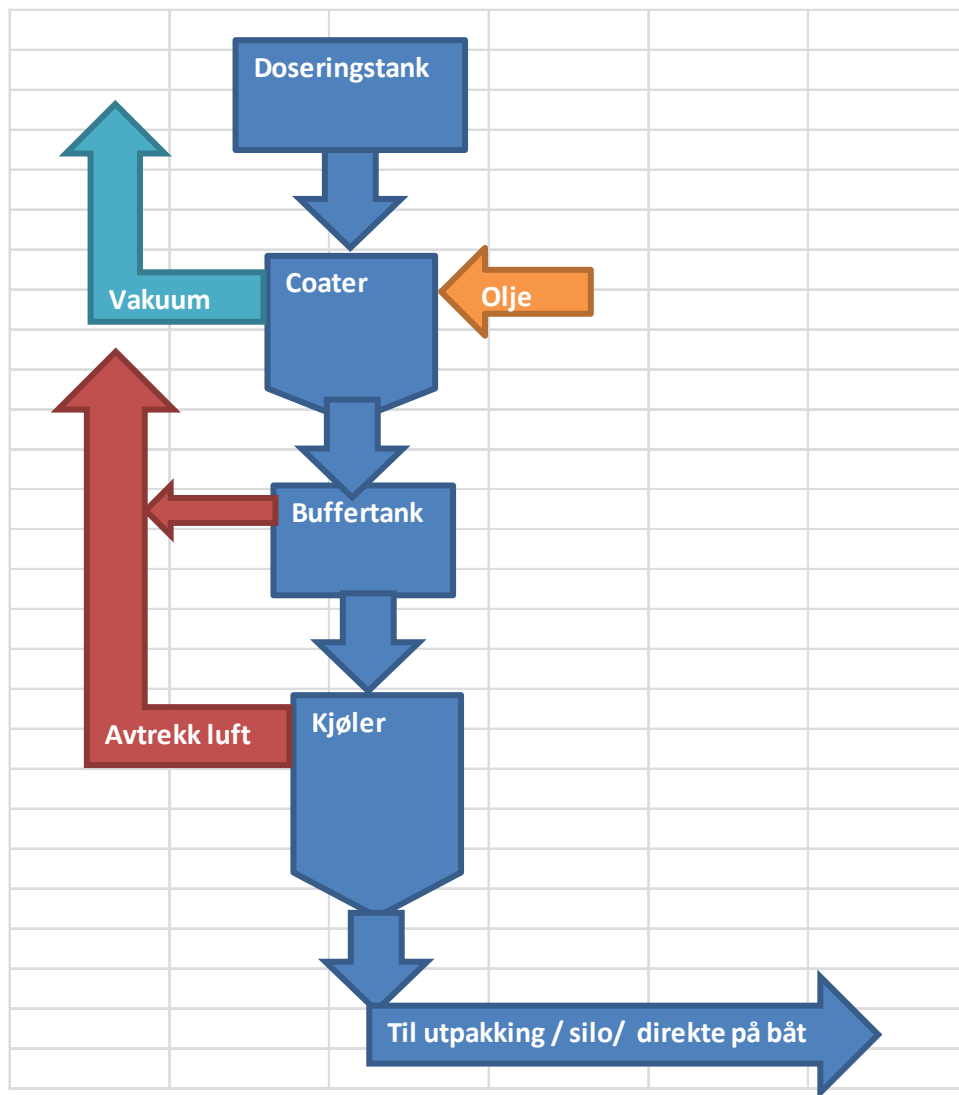 Doseringstank
Coater
Olje
Vakuum
Buffertank
Kjøler
Avtrekk luft
Til utpakking / silo/ direkte på båt